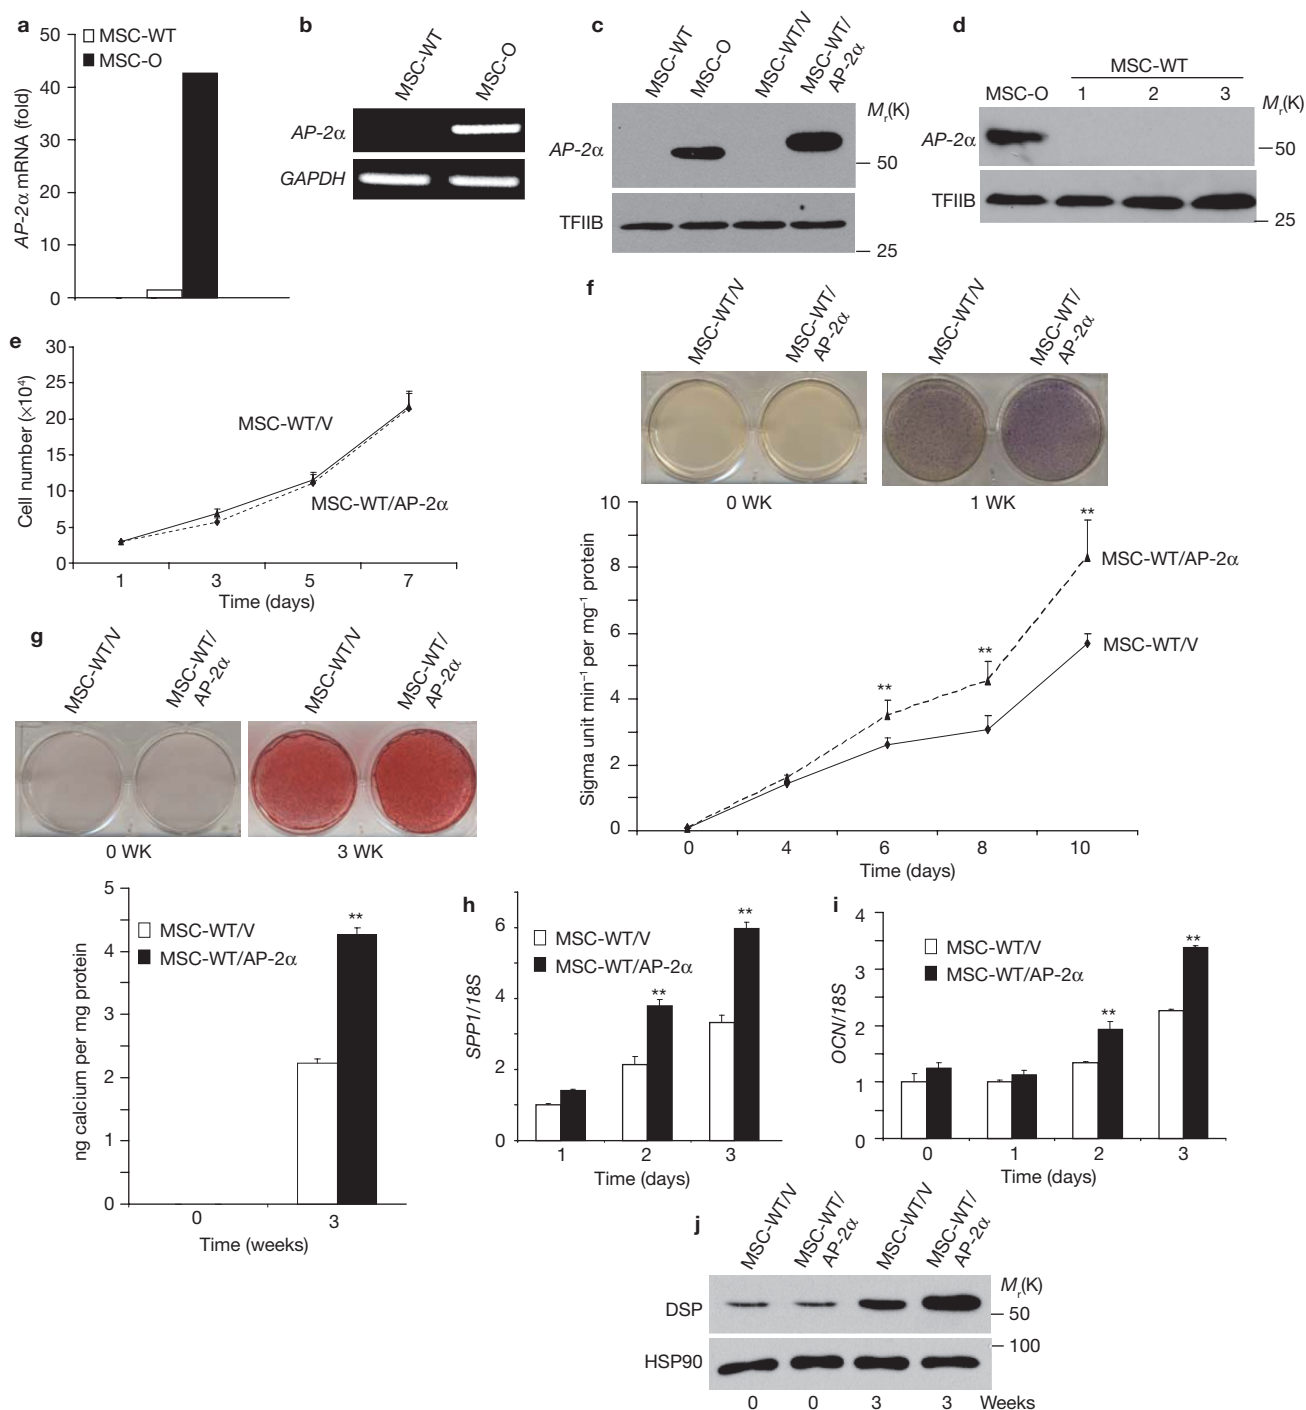 a
50
40
30
20
10
0
AP-2α mRNA (fold)
MSC-WT
MSC-O
b
MSC-WT
MSC-O
AP-2α
GAPDH
c
MSC-WT
MSC-O
MSC-WT/V
MSC-WT/
AP-2α
Mr(K)
AP-2α
50
TFIIB
25
d
MSC-WT
MSC-O 1 2 3
Mr(K)
AP-2α
50
TFIIB
25
e
30
25
20
15
10
5
0
Cell number (×10⁴)
MSC-WT/V
MSC-WT/AP-2α
1 3 5 7
Time (days)
f
MSC-WT/V
MSC-WT/
AP-2α
MSC-WT/V
MSC-WT/
AP-2α
0 WK
1 WK
10
8
6
4
2
0
Sigma unit min⁻¹ per mg⁻¹ protein
**
**
**
MSC-WT/AP-2α
MSC-WT/V
0 4 6 8 10
Time (days)
g
MSC-WT/V
MSC-WT/
AP-2α
MSC-WT/V
MSC-WT/
AP-2α
0 WK
3 WK
5
4
3
2
1
0
ng calcium per mg protein
MSC-WT/V
MSC-WT/AP-2α
**
0 3
Time (weeks)
h
6
4
2
0
SPP1/18S
MSC-WT/V
MSC-WT/AP-2α
**
**
1 2 3
Time (days)
i
4
3
2
1
0
OCN/18S
MSC-WT/V
MSC-WT/AP-2α
**
**
0 1 2 3
Time (days)
j
MSC-WT/V
MSC-WT/
AP-2α
MSC-WT/V
MSC-WT/
AP-2α
Mr(K)
DSP
50
100
HSP90
0 0 3 3 Weeks